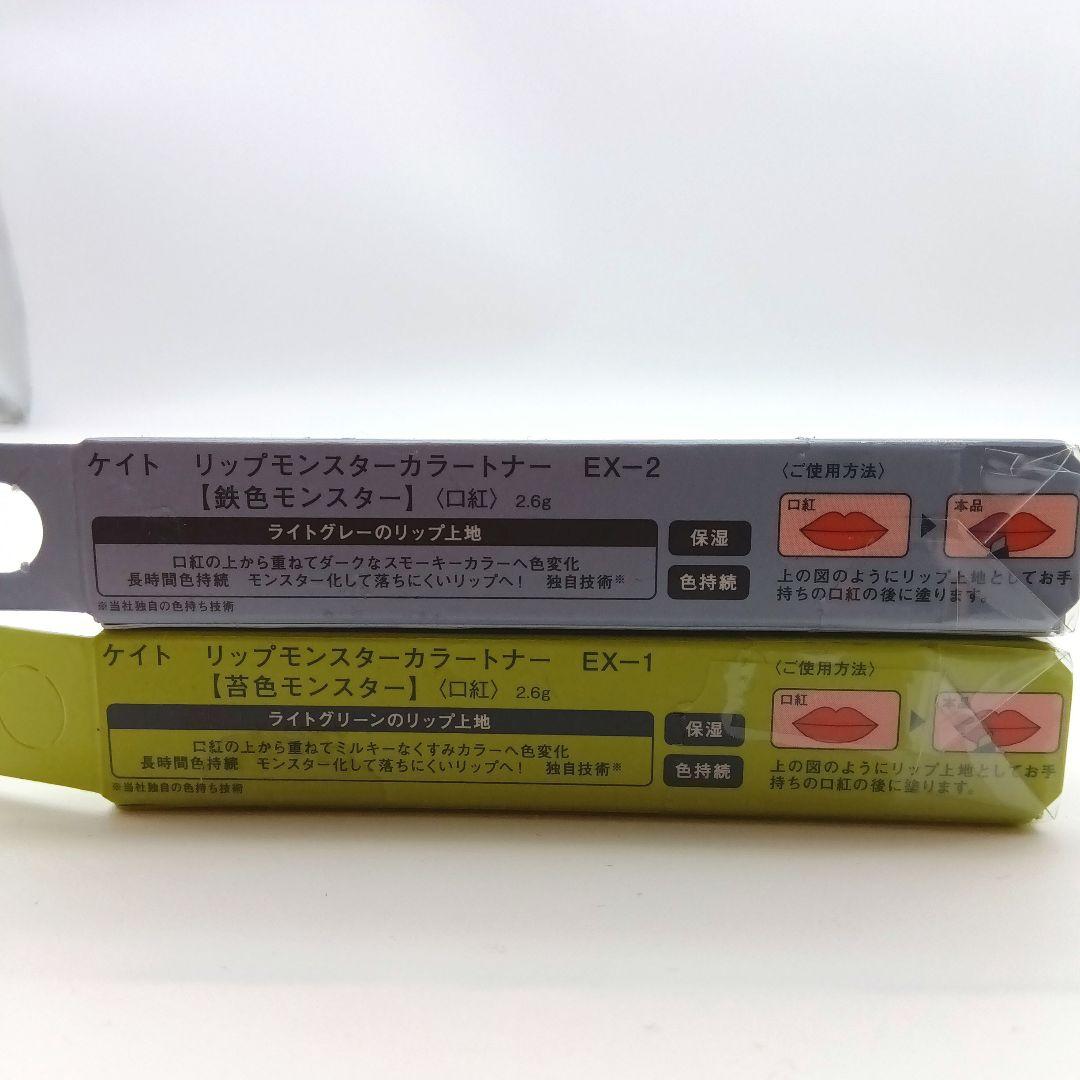 ケイト リップモンスターカラートナー EX-2
【鉄色モンスター】〈口紅〉 2.6g
ライトグレーのリップ上地
口紅の上から重ねてダークなスモーキーカラーへ色変化
長時間色持続 モンスター化して落ちにくいリップへ! 独自技術※
※当社独自の色持ち技術
保湿
色持続
〈ご使用方法〉
口紅
本品
上の図のようにリップ上地としてお手
持ちの口紅の後に塗ります。
ケイト リップモンスターカラートナー EX-1
【苔色モンスター】〈口紅〉 2.6g
ライトグリーンのリップ上地
口紅の上から重ねてミルキーなくすみカラーへ色変化
長時間色持続 モンスター化して落ちにくいリップへ! 独自技術※
※当社独自の色持ち技術
保湿
色持続
〈ご使用方法〉
口紅
本品
上の図のようにリップ上地としてお手
持ちの口紅の後に塗ります。